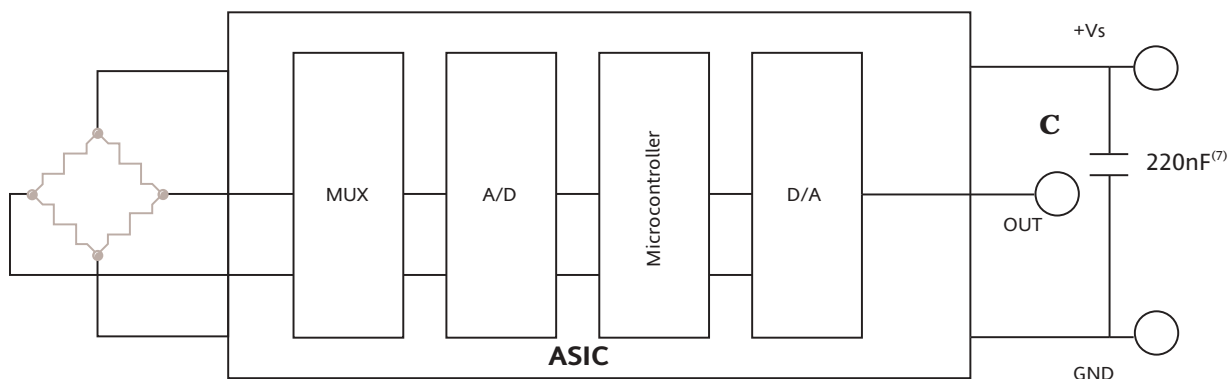 +Vs
C
220nF(7)
MUX
A/D
Microcontroller
D/A
OUT
ASIC
GND